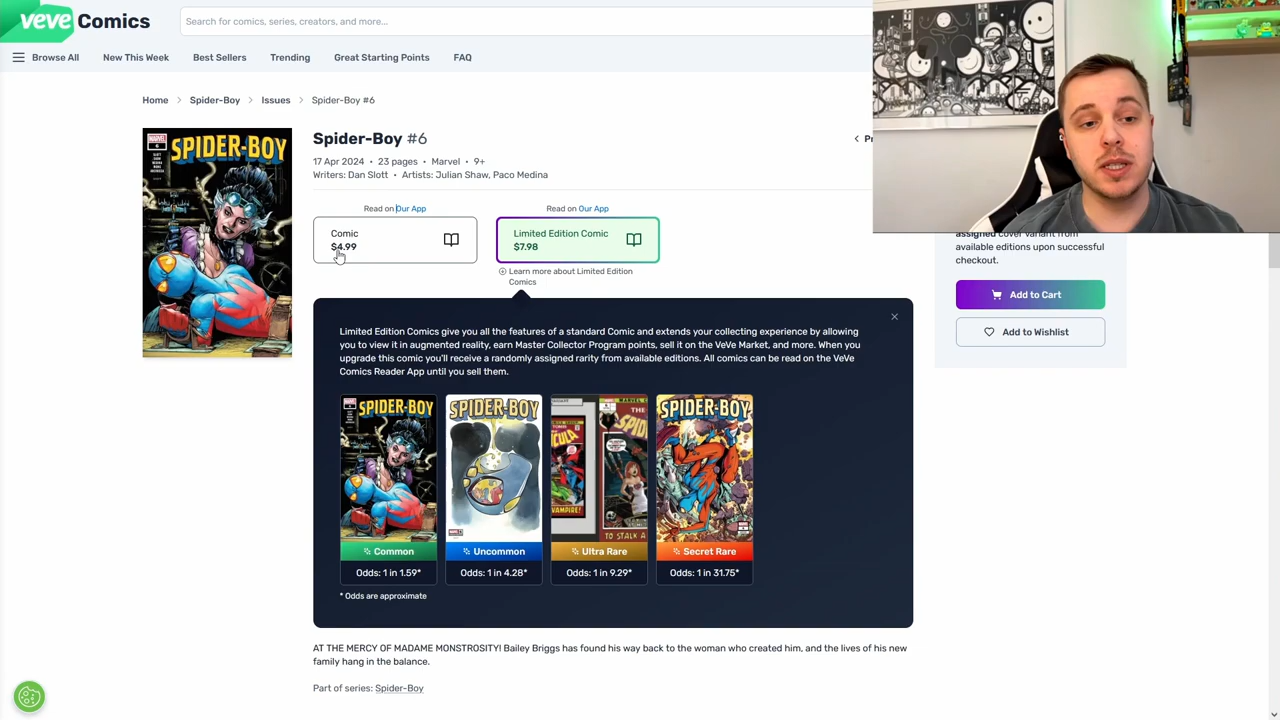 veve Comics
Search for comics, series, creators, and more...
Browse All
New This Week
Best Sellers
Trending
Great Starting Points
FAQ
Home > Spider-Boy > Issues > Spider-Boy #6
MARVEL
SPIDER-BOY
Spider-Boy #6
17 Apr 2024 • 23 pages • Marvel • 9+
Writers: Dan Slott • Artists: Julian Shaw, Paco Medina
Read on Our App
Comic
$4.99
Read on Our App
Limited Edition Comic
$7.98
Learn more about Limited Edition
Comics
assigned cover variant from
available editions upon successful
checkout.
Add to Cart
Add to Wishlist
Limited Edition Comics give you all the features of a standard Comic and extends your collecting experience by allowing
you to view it in augmented reality, earn Master Collector Program points, sell it on the VeVe Market, and more. When you
upgrade this comic you'll receive a randomly assigned rarity from available editions. All comics can be read on the VeVe
Comics Reader App until you sell them.
SPIDER-BOY
Common
Odds: 1 in 1.59*
SPIDER-BOY
Uncommon
Odds: 1 in 4.28*
THE
SPID
VAMPIRE!
TO STALK A
Ultra Rare
Odds: 1 in 9.29*
SPIDER-BOY
Secret Rare
Odds: 1 in 31.75*
* Odds are approximate
AT THE MERCY OF MADAME MONSTROSITY! Bailey Briggs has found his way back to the woman who created him, and the lives of his new
family hang in the balance.
Part of series: Spider-Boy